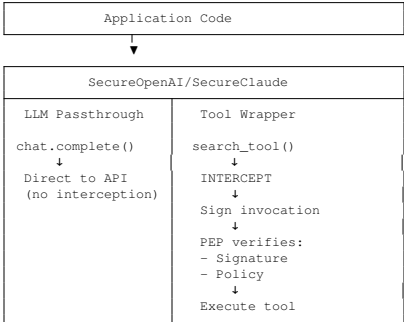 Application Code
▼
SecureOpenAI/SecureClaude
LLM Passthrough
chat.complete()
↓
Direct to API
(no interception)
Tool Wrapper
search_tool()
↓
INTERCEPT
↓
Sign invocation
↓
PEP verifies:
- Signature
- Policy
↓
Execute tool